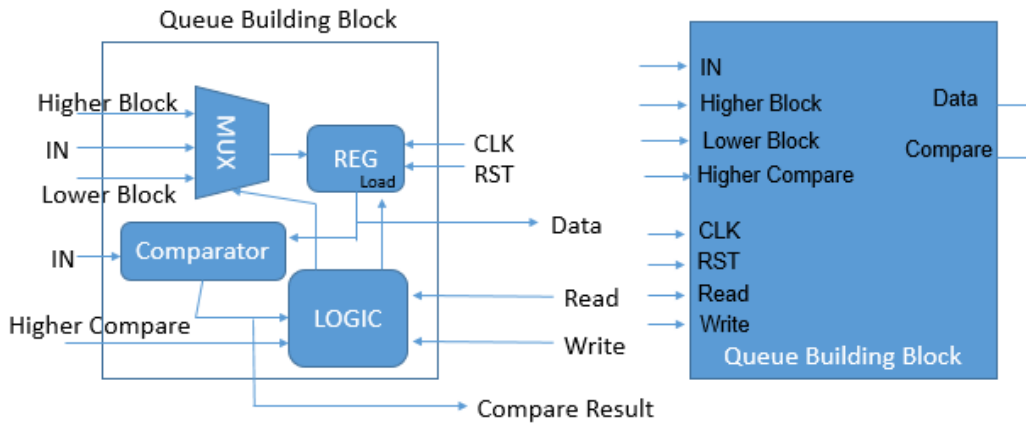 Queue Building Block
Higher Block
IN
Lower Block
MUX
REG
Load
CLK
RST
Data
IN
Comparator
LOGIC
Read
Higher Compare
Write
Compare Result
IN
Higher Block
Data
Lower Block
Compare
Higher Compare
CLK
RST
Read
Write
Queue Building Block